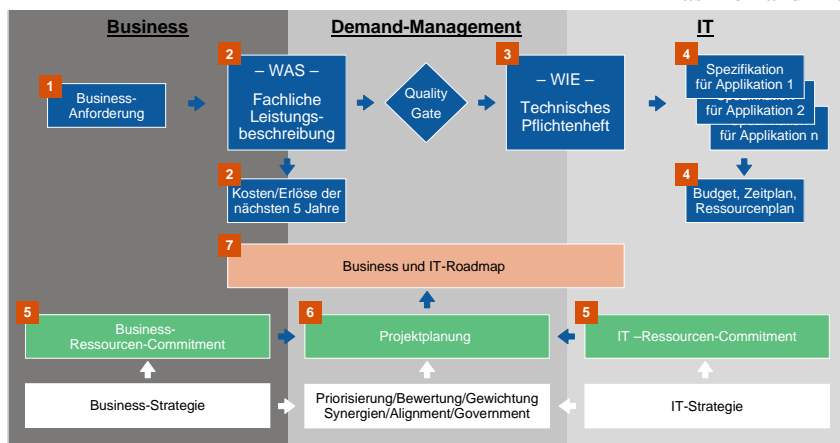 Business
Demand-Management
IT
1
Business-
Anforderung
2
– WAS –
Fachliche
Leistungs-
beschreibung
Quality
Gate
3
– WIE –
Technisches
Pflichtenheft
4
Spezifikation
für Applikation 1
für Applikation 2
für Applikation n
2
Kosten/Erlöse der
nächsten 5 Jahre
4
Budget, Zeitplan,
Ressourcenplan
7
Business und IT-Roadmap
5
Business-
Ressourcen-Commitment
6
Projektplanung
5
IT –Ressourcen-Commitment
Business-Strategie
Priorisierung/Bewertung/Gewichtung
Synergien/Alignment/Government
IT-Strategie